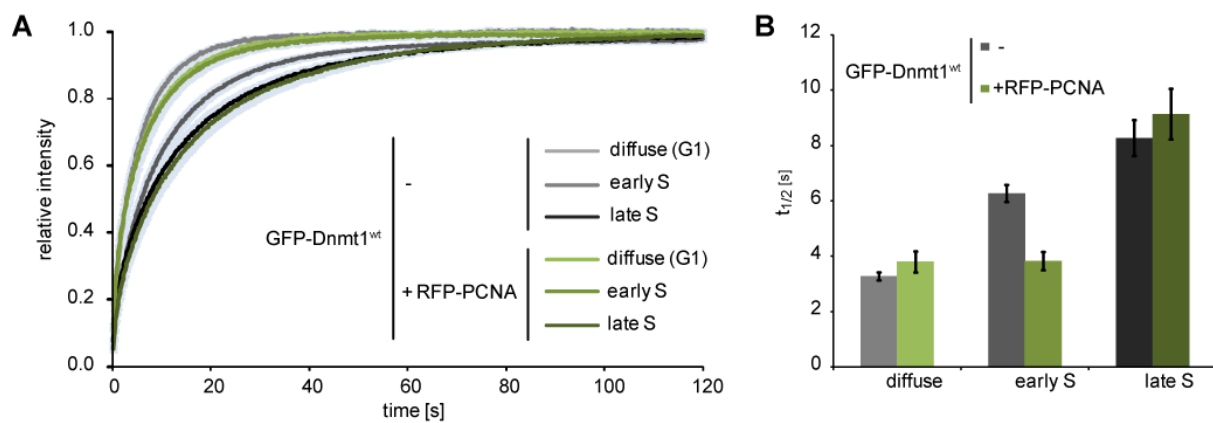 A
relative intensity
1.0
0.8
0.6
0.4
0.2
0.0
0
20
40
60
80
100
120
time [s]
GFP-Dnmt1wt
-
diffuse (G1)
early S
late S
+ RFP-PCNA
diffuse (G1)
early S
late S
B
t1/2 [s]
12
10
8
6
4
2
0
GFP-Dnmt1wt
-
+RFP-PCNA
diffuse
early S
late S